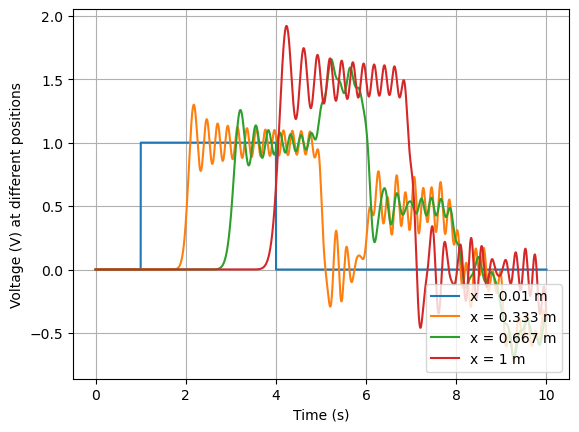 2.0
1.5
1.0
0.5
0.0
−0.5
Voltage (V) at different positions
x = 0.01 m
x = 0.333 m
x = 0.667 m
x = 1 m
0 2 4 6 8 10
Time (s)